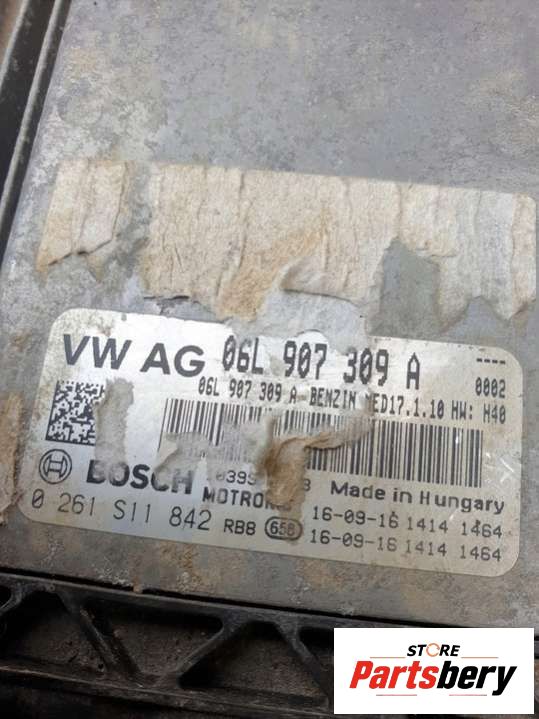 VW AG 06L 907 309 A ----
06L 907 309 A BENZIN MED17.1.10 HW: H40 0002
BOSCH Made in Hungary
MOTRONIC 16-09-16 1414 1464
0 261 S11 842 RB8 656 16-09-16 1414 1464
STORE
Partsbery